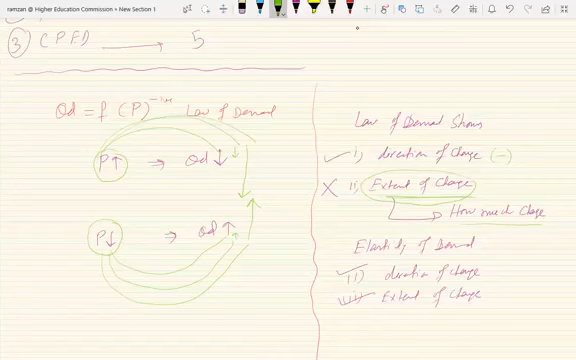 ramzan @ Higher Education Commission » New Section 1
③ (P.F.D → 5
Qd = f (P)⁻ⁱᵛᵉ Law of Demand
P↑ ⇒ Qd ↓
P↓ ⇒ Qd ↑
Law of Demand Shows
✓ i) direction of change (−)
X ii) Extent of Change
→ How much Change
Elasticity of Demand
✓ i) direction of change
✓ ii) Extent of Change